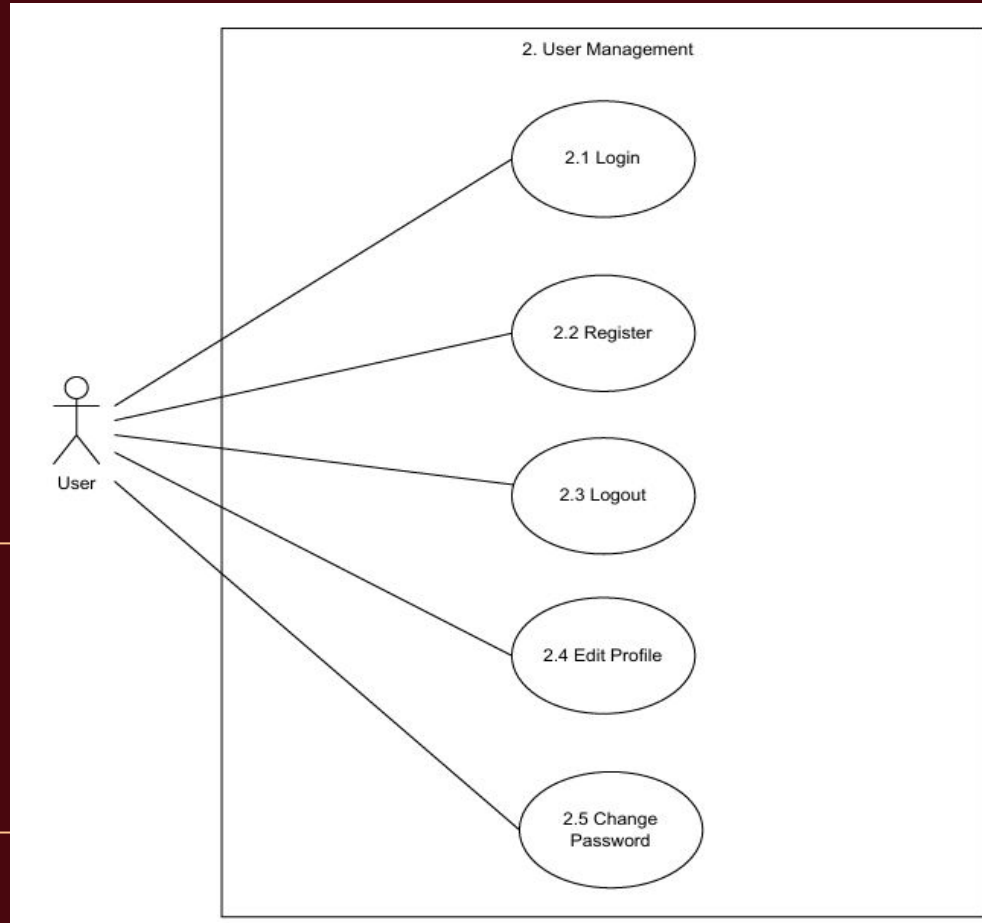 2. User Management
2.1 Login
2.2 Register
2.3 Logout
User
2.4 Edit Profile
2.5 Change
Password